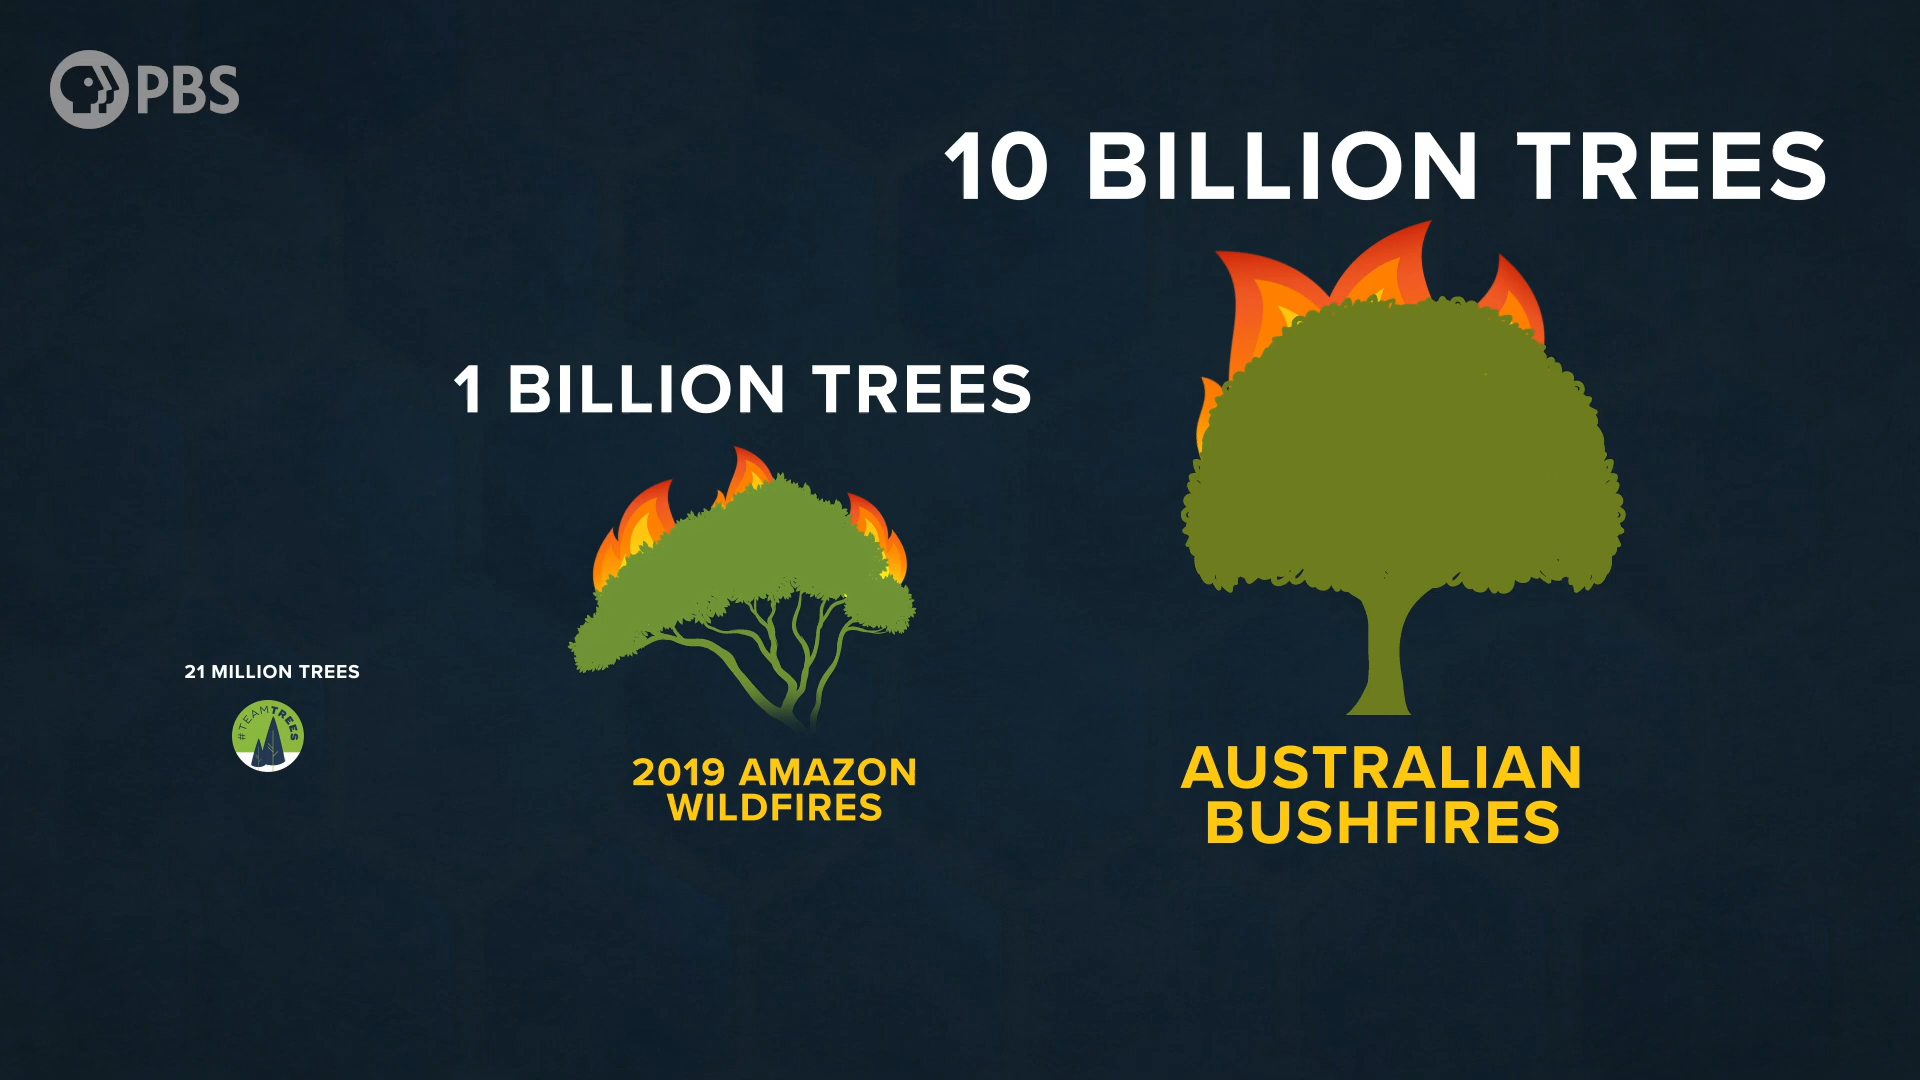 PBS
10 BILLION TREES
1 BILLION TREES
21 MILLION TREES
#TEAMTREES
2019 AMAZON
WILDFIRES
AUSTRALIAN
BUSHFIRES